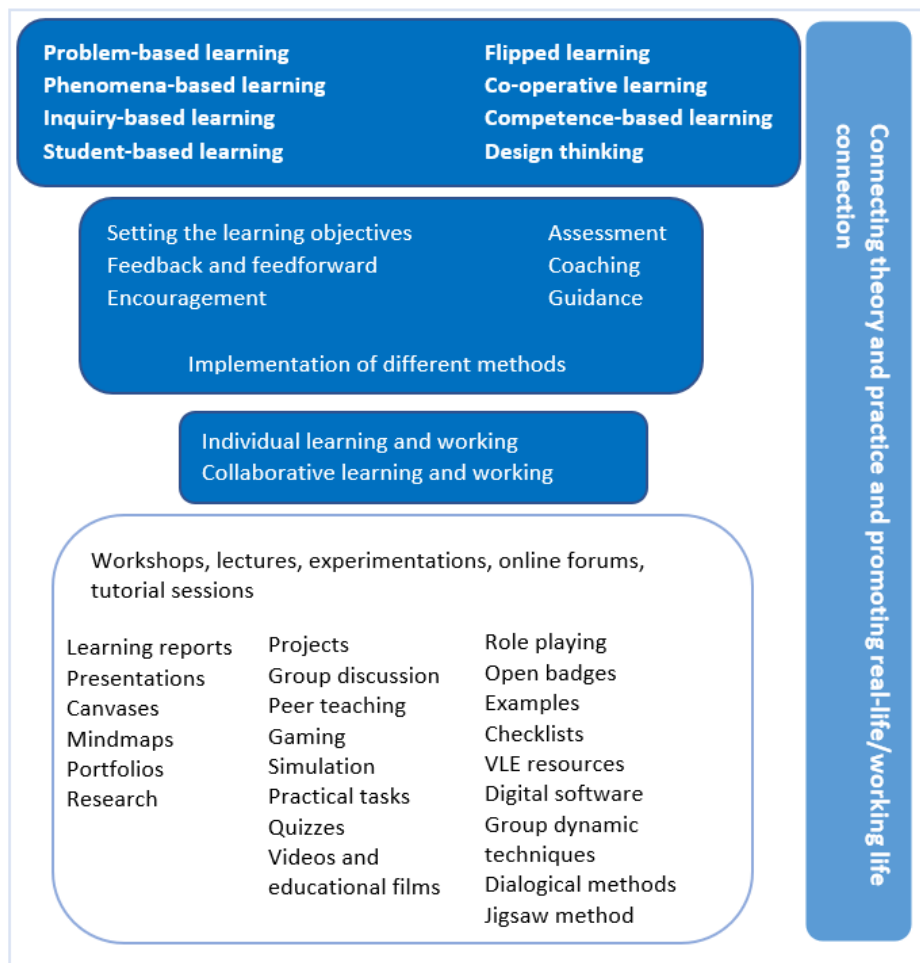 Problem-based learning
Phenomena-based learning
Inquiry-based learning
Student-based learning
Flipped learning
Co-operative learning
Competence-based learning
Design thinking
Setting the learning objectives
Feedback and feedforward
Encouragement
Assessment
Coaching
Guidance
Implementation of different methods
Individual learning and working
Collaborative learning and working
Workshops, lectures, experimentations, online forums,
tutorial sessions
Learning reports
Presentations
Canvases
Mindmaps
Portfolios
Research
Projects
Group discussion
Peer teaching
Gaming
Simulation
Practical tasks
Quizzes
Videos and
educational films
Role playing
Open badges
Examples
Checklists
VLE resources
Digital software
Group dynamic
techniques
Dialogical methods
Jigsaw method
Connecting theory and practice and promoting real-life/working life
connection